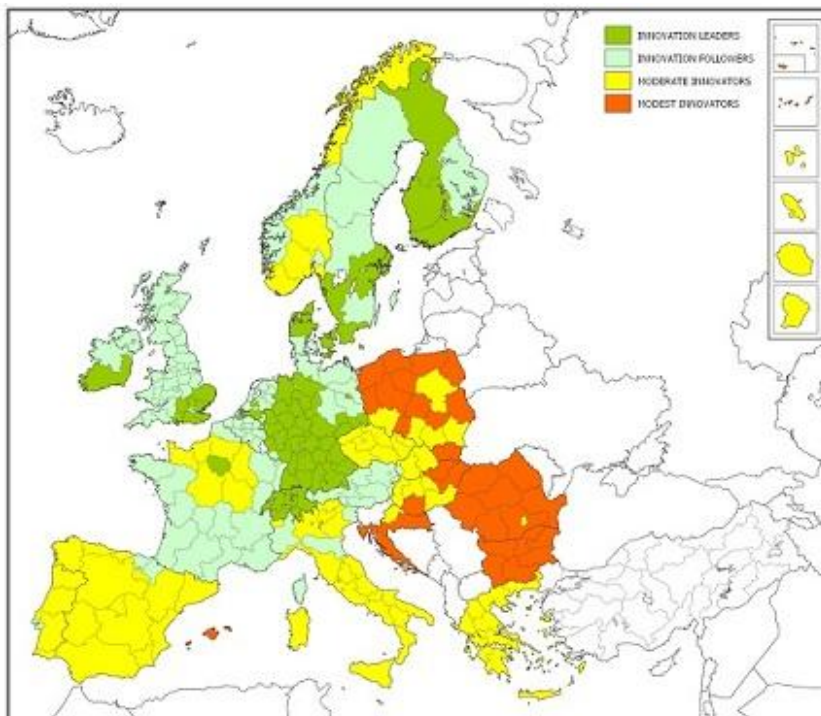 INNOVATION LEADERS
INNOVATION FOLLOWERS
MODERATE INNOVATORS
MODEST INNOVATORS